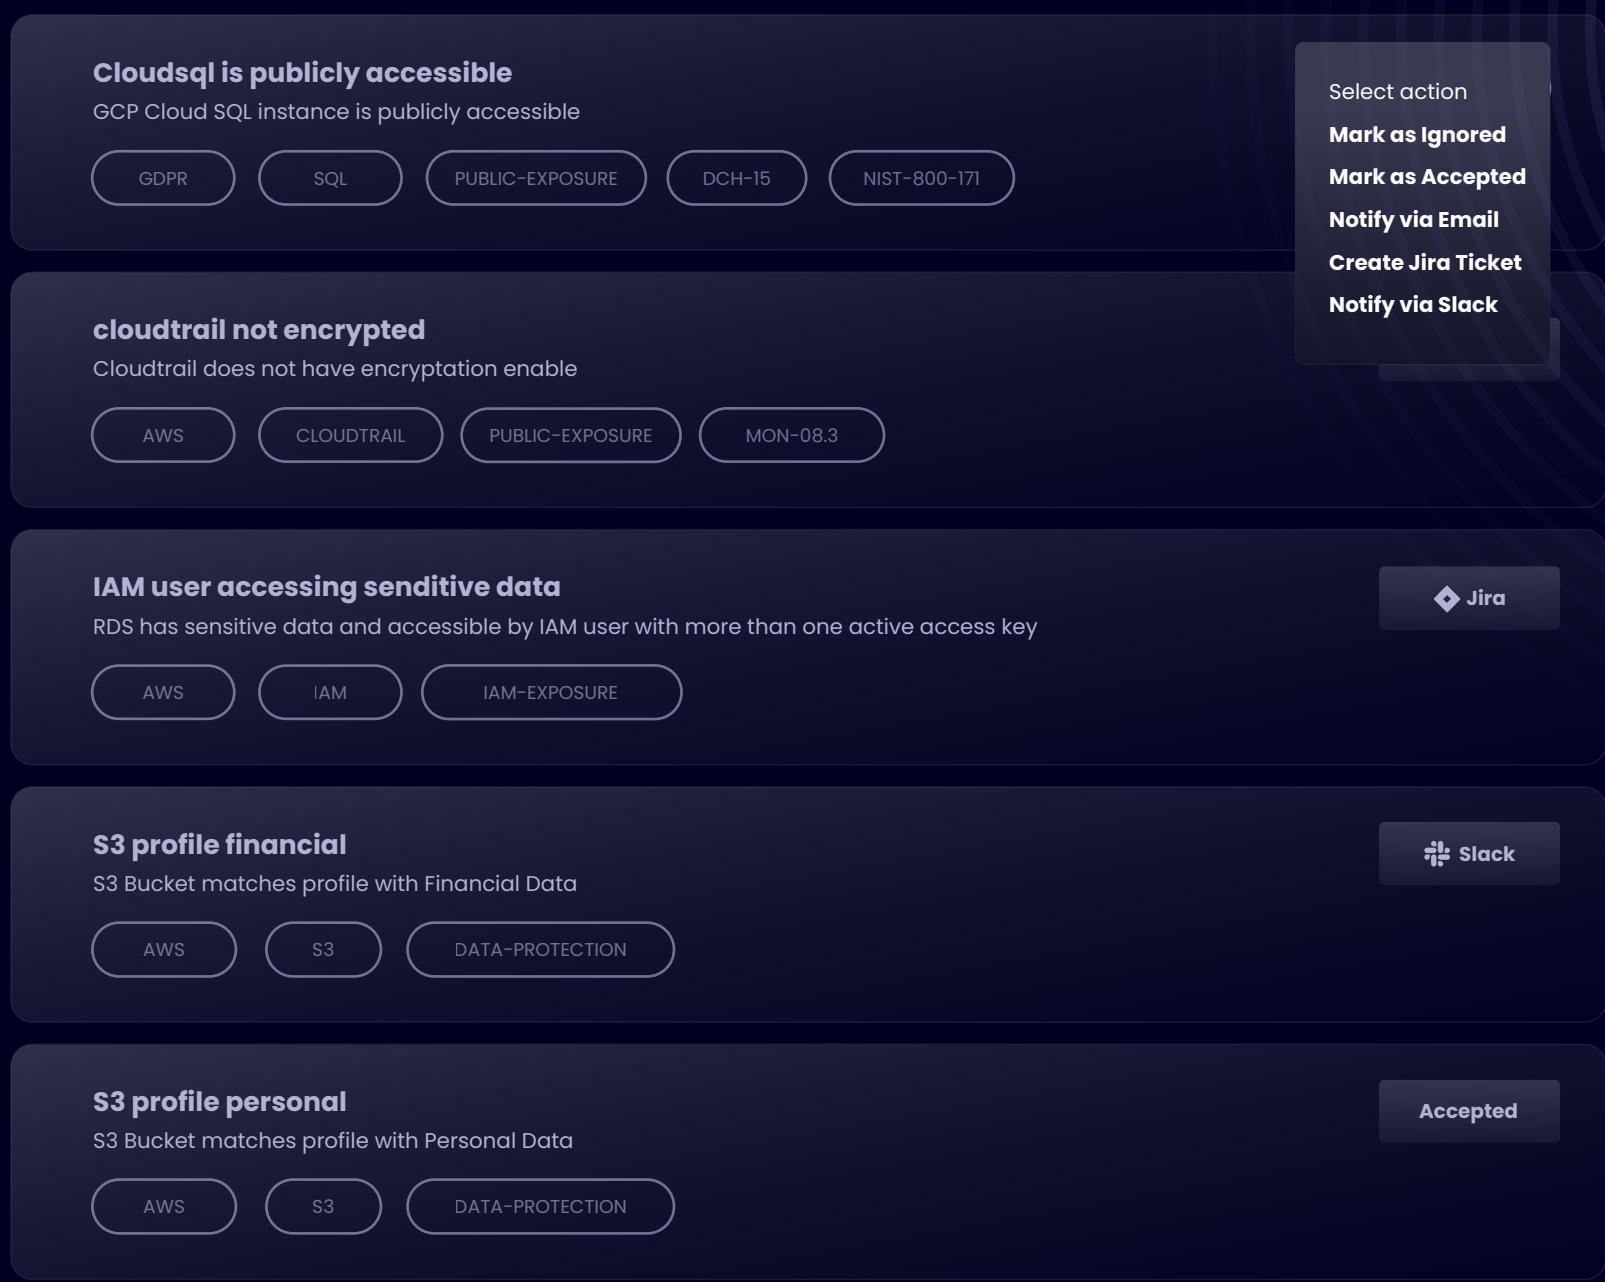 Cloudsql is publicly accessible
GCP Cloud SQL instance is publicly accessible
GDPR
SQL
PUBLIC-EXPOSURE
DCH-15
NIST-800-171
Select action
Mark as Ignored
Mark as Accepted
Notify via Email
Create Jira Ticket
Notify via Slack
cloudtrail not encrypted
Cloudtrail does not have encryptation enable
AWS
CLOUDTRAIL
PUBLIC-EXPOSURE
MON-08.3
IAM user accessing senditive data
RDS has sensitive data and accessible by IAM user with more than one active access key
AWS
IAM
IAM-EXPOSURE
Jira
S3 profile financial
S3 Bucket matches profile with Financial Data
AWS
S3
DATA-PROTECTION
Slack
S3 profile personal
S3 Bucket matches profile with Personal Data
AWS
S3
DATA-PROTECTION
Accepted